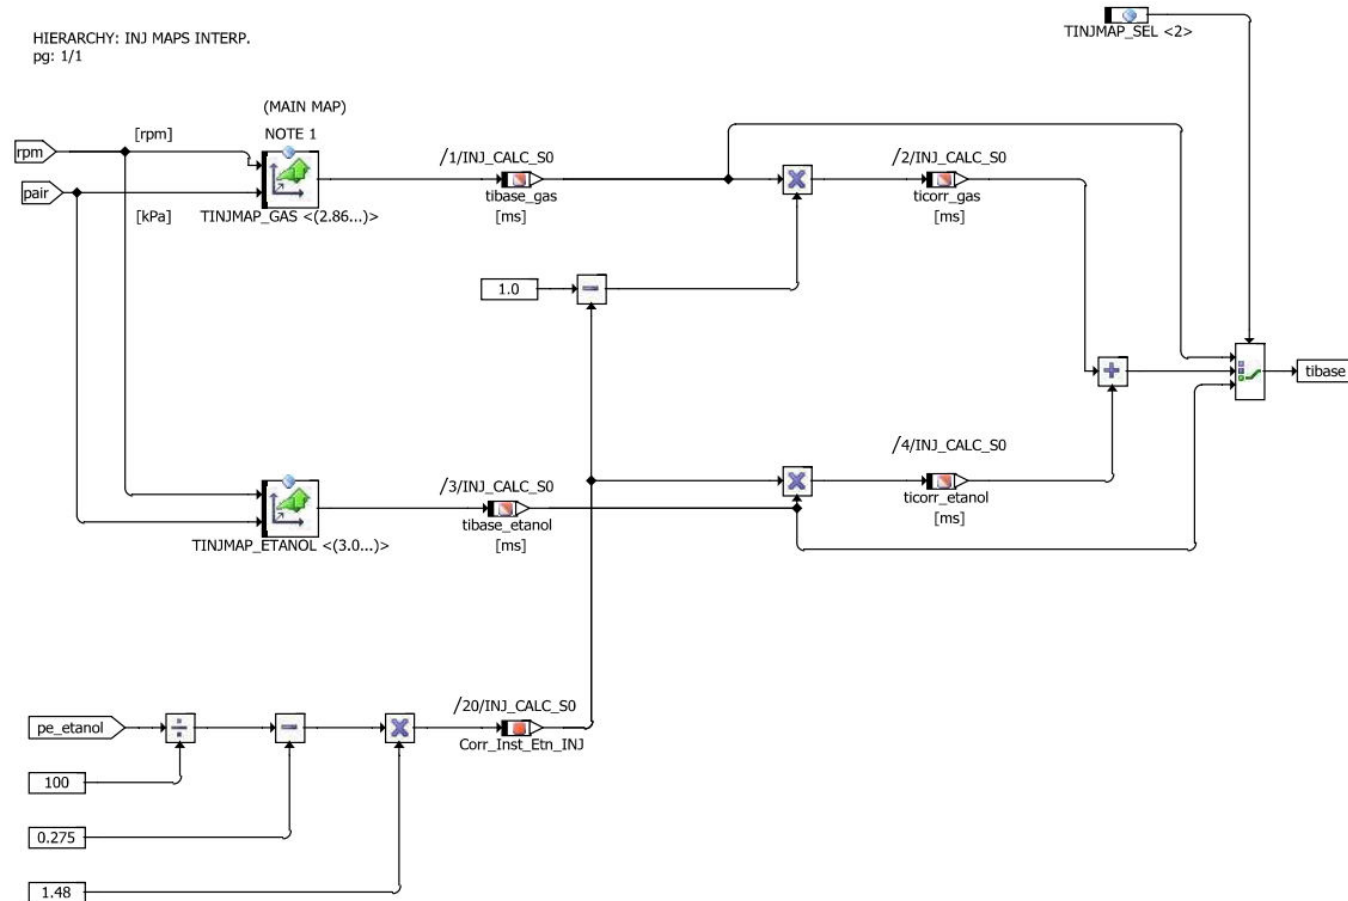 TINJMAP_SEL <2>
HIERARCHY: INJ MAPS INTERP.
pg: 1/1
(MAIN MAP)
[rpm]
NOTE 1
rpm
/1/INJ_CALC_S0
/2/INJ_CALC_S0
pair
tibase_gas
ticorr_gas
[kPa]
TINJMAP_GAS <(2.86...)>
[ms]
[ms]
1.0
tibase
/4/INJ_CALC_S0
/3/INJ_CALC_S0
ticorr_etanol
[ms]
tibase_etanol
TINJMAP_ETANOL <(3.0...)>
[ms]
/20/INJ_CALC_S0
pe_etanol
Corr_Inst_Etn_INJ
100
0.275
1.48